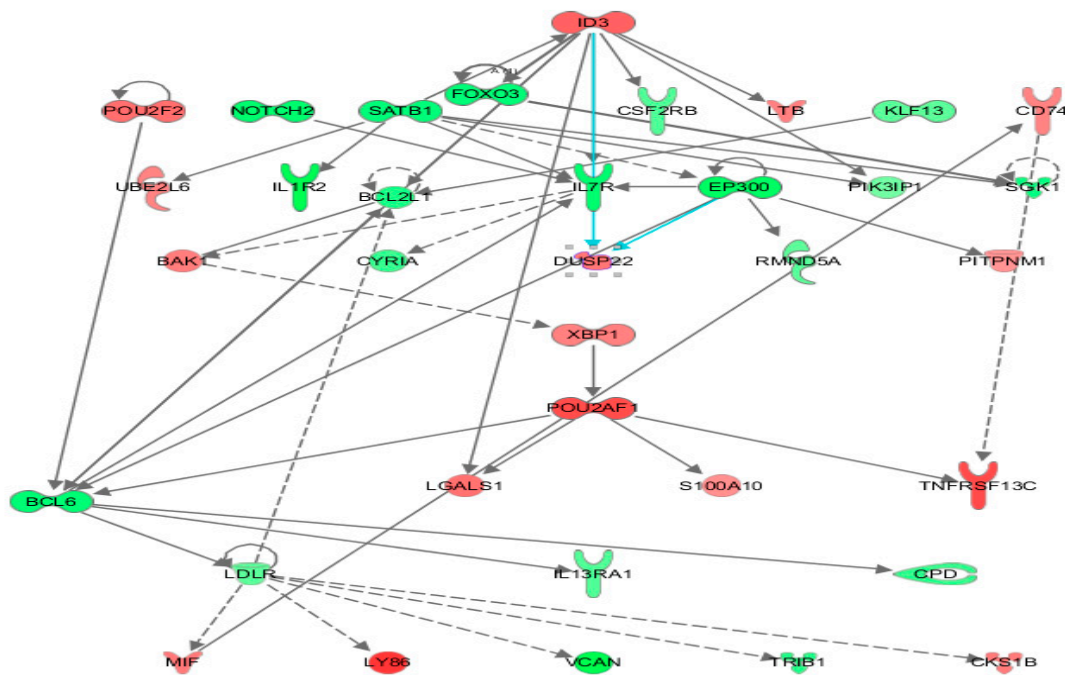 ID3
FOXO3
POU2F2
NOTCH2
SATB1
CSF2RB
LTB
KLF13
CD74
UBE2L6
IL1R2
BCL2L1
IL7R
EP300
PIK3IP1
SGK1
BAK1
CYRIA
DUSP22
RMND5A
PITPNM1
XBP1
POU2AF1
BCL6
LGALS1
S100A10
TNFRSF13C
LDLR
IL13RA1
CPD
MIF
LY86
VCAN
TRIB1
CKS1B